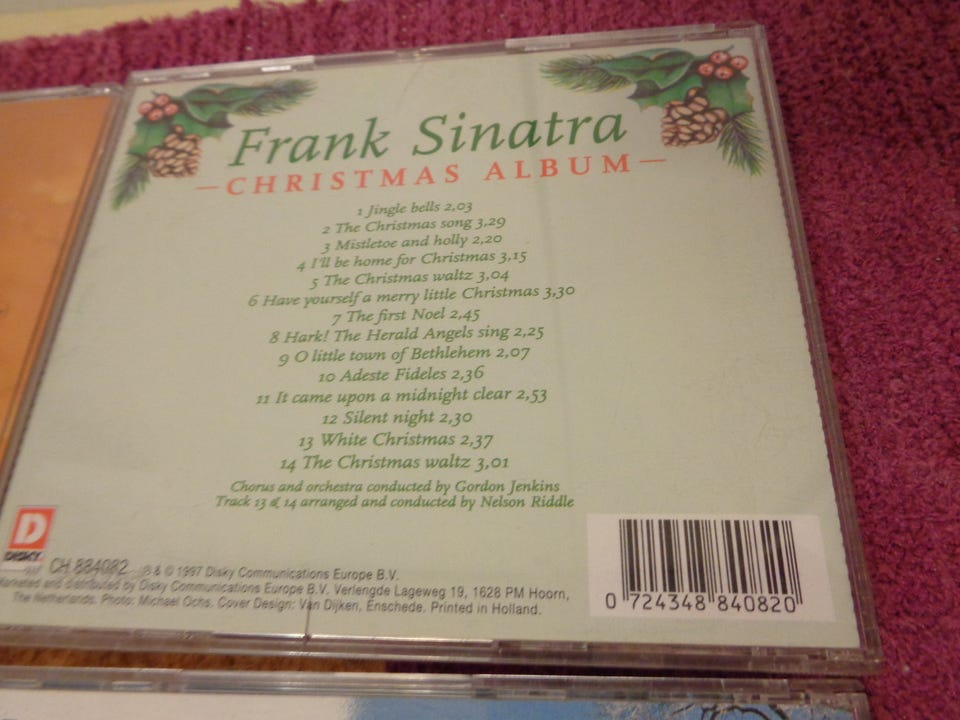 Frank Sinatra
—CHRISTMAS ALBUM—
1 Jingle bells 2,03
2 The Christmas song 3,29
3 Mistletoe and holly 2,20
4 I'll be home for Christmas 3,15
5 The Christmas waltz 3,04
6 Have yourself a merry little Christmas 3,30
7 The first Noel 2,45
8 Hark! The Herald Angels sing 2,25
9 O little town of Bethlehem 2,07
10 Adeste Fideles 2,36
11 It came upon a midnight clear 2,53
12 Silent night 2,30
13 White Christmas 2,37
14 The Christmas waltz 3,01
Chorus and orchestra conducted by Gordon Jenkins
Track 13 & 14 arranged and conducted by Nelson Riddle
D
DISKY
CH 884082 ℗ & © 1997 Disky Communications Europe B.V.
Marketed and distributed by Disky Communications Europe B.V. Verlengde Lageweg 19, 1628 PM Hoorn,
The Netherlands. Photo: Michael Ochs. Cover Design: Van Dijken, Enschede. Printed in Holland.
0 724348 840820